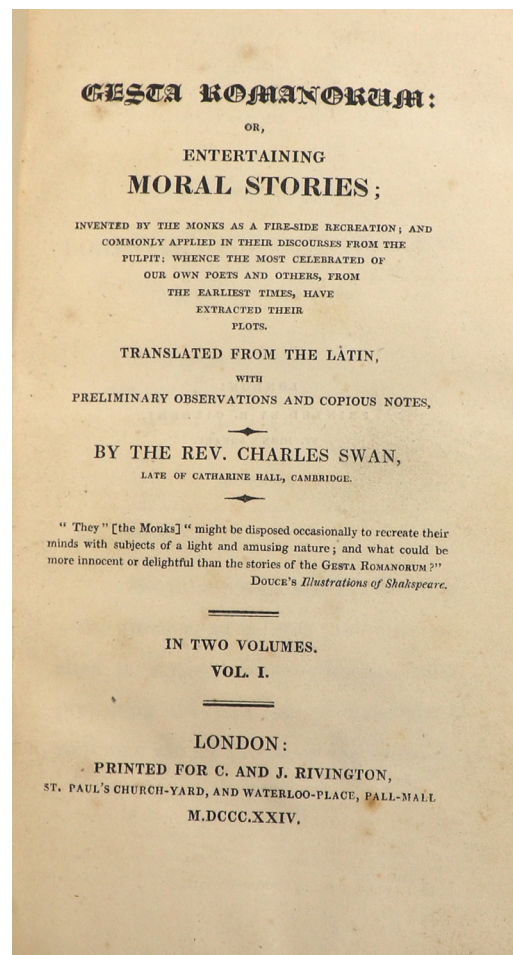 GESTA ROMANORUM:
OR,
ENTERTAINING
MORAL STORIES;
INVENTED BY THE MONKS AS A FIRE-SIDE RECREATION; AND
COMMONLY APPLIED IN THEIR DISCOURSES FROM THE
PULPIT; WHENCE THE MOST CELEBRATED OF
OUR OWN POETS AND OTHERS, FROM
THE EARLIEST TIMES, HAVE
EXTRACTED THEIR
PLOTS.
TRANSLATED FROM THE LATIN,
WITH
PRELIMINARY OBSERVATIONS AND COPIOUS NOTES,
BY THE REV. CHARLES SWAN,
LATE OF CATHARINE HALL, CAMBRIDGE.
“ They ” [the Monks] “ might be disposed occasionally to recreate their
minds with subjects of a light and amusing nature; and what could be
more innocent or delightful than the stories of the GESTA ROMANORUM?”
DOUCE’S Illustrations of Shakspeare.
IN TWO VOLUMES.
VOL. I.
LONDON:
PRINTED FOR C. AND J. RIVINGTON,
ST. PAUL’S CHURCH-YARD, AND WATERLOO-PLACE, PALL-MALL
M.DCCC.XXIV.